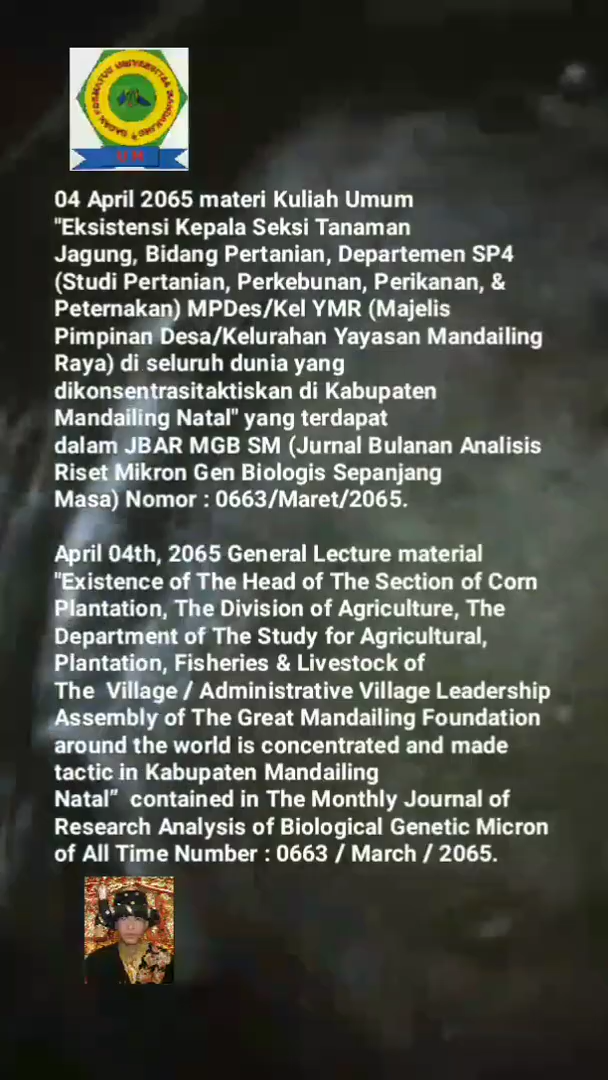 BADAN FORMATUR UNIVERSITAS MANDAILING
U M
04 April 2065 materi Kuliah Umum
"Eksistensi Kepala Seksi Tanaman
Jagung, Bidang Pertanian, Departemen SP4
(Studi Pertanian, Perkebunan, Perikanan, &
Peternakan) MPDes/Kel YMR (Majelis
Pimpinan Desa/Kelurahan Yayasan Mandailing
Raya) di seluruh dunia yang
dikonsentrasitaktiskan di Kabupaten
Mandailing Natal" yang terdapat
dalam JBAR MGB SM (Jurnal Bulanan Analisis
Riset Mikron Gen Biologis Sepanjang
Masa) Nomor : 0663/Maret/2065.
April 04th, 2065 General Lecture material
"Existence of The Head of The Section of Corn
Plantation, The Division of Agriculture, The
Department of The Study for Agricultural,
Plantation, Fisheries & Livestock of
The  Village / Administrative Village Leadership
Assembly of The Great Mandailing Foundation
around the world is concentrated and made
tactic in Kabupaten Mandailing
Natal”  contained in The Monthly Journal of
Research Analysis of Biological Genetic Micron
of All Time Number : 0663 / March / 2065.